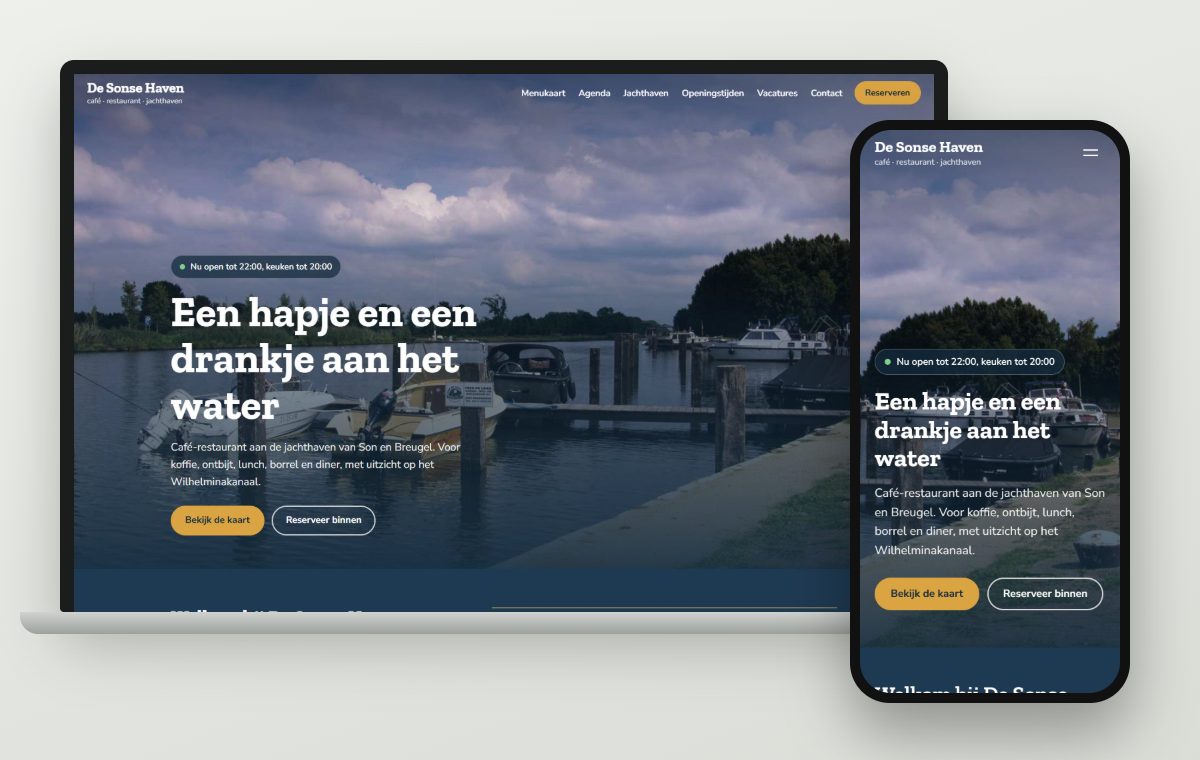 De Sonse Haven
café · restaurant · jachthaven
Menukaart Agenda Jachthaven Openingstijden Vacatures Contact Reserveren
Nu open tot 22:00, keuken tot 20:00
Een hapje en een
drankje aan het
water
Café-restaurant aan de jachthaven van Son en Breugel. Voor
koffie, ontbijt, lunch, borrel en diner, met uitzicht op het
Wilhelminakanaal.
Bekijk de kaart Reserveer binnen
De Sonse Haven
café · restaurant · jachthaven
Nu open tot 22:00, keuken tot 20:00
Een hapje en een
drankje aan het
water
Café-restaurant aan de jachthaven van Son
en Breugel. Voor koffie, ontbijt, lunch,
borrel en diner, met uitzicht op het
Wilhelminakanaal.
Bekijk de kaart Reserveer binnen
Welkom bij De Sonse